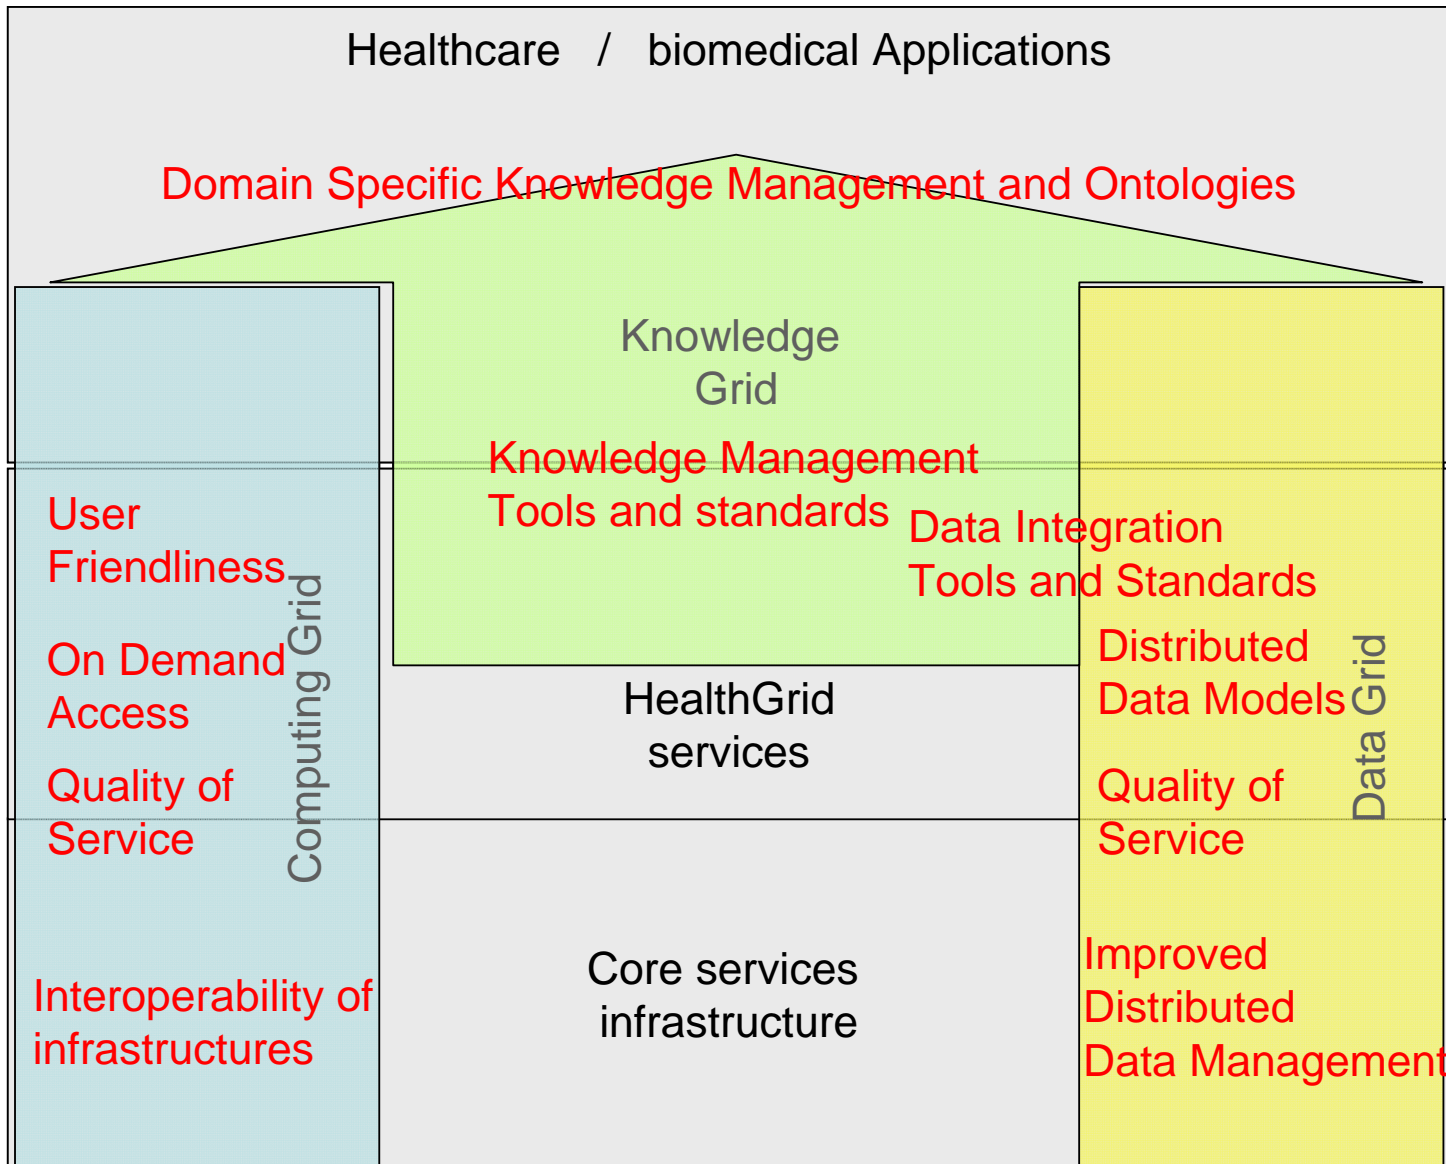 Healthcare / biomedical Applications
Domain Specific Knowledge Management and Ontologies
Knowledge
Grid
Knowledge Management
Tools and standards
User
Friendliness
On Demand
Access
Quality of
Service
Computing Grid
Interoperability of
infrastructures
HealthGrid
services
Core services
infrastructure
Data Integration
Tools and Standards
Distributed
Data Models
Quality of
Service
Data Grid
Improved
Distributed
Data Management